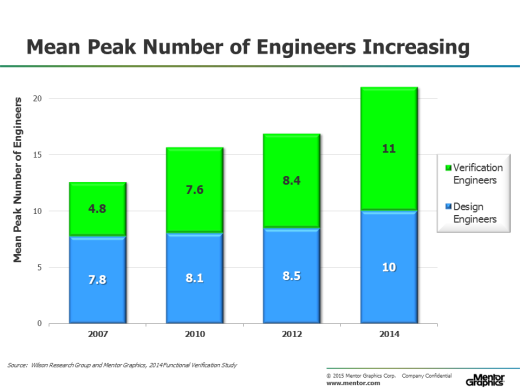 Mean Peak Number of Engineers Increasing
Mean Peak Number of Engineers
20
15
10
5
0
4.8
7.8
7.6
8.1
8.4
8.5
11
10
2007
2010
2012
2014
Verification
Engineers
Design
Engineers
Source: Wilson Research Group and Mentor Graphics, 2014 Functional Verification Study
© 2015 Mentor Graphics Corp. Company Confidential
www.mentor.com
Mentor
Graphics